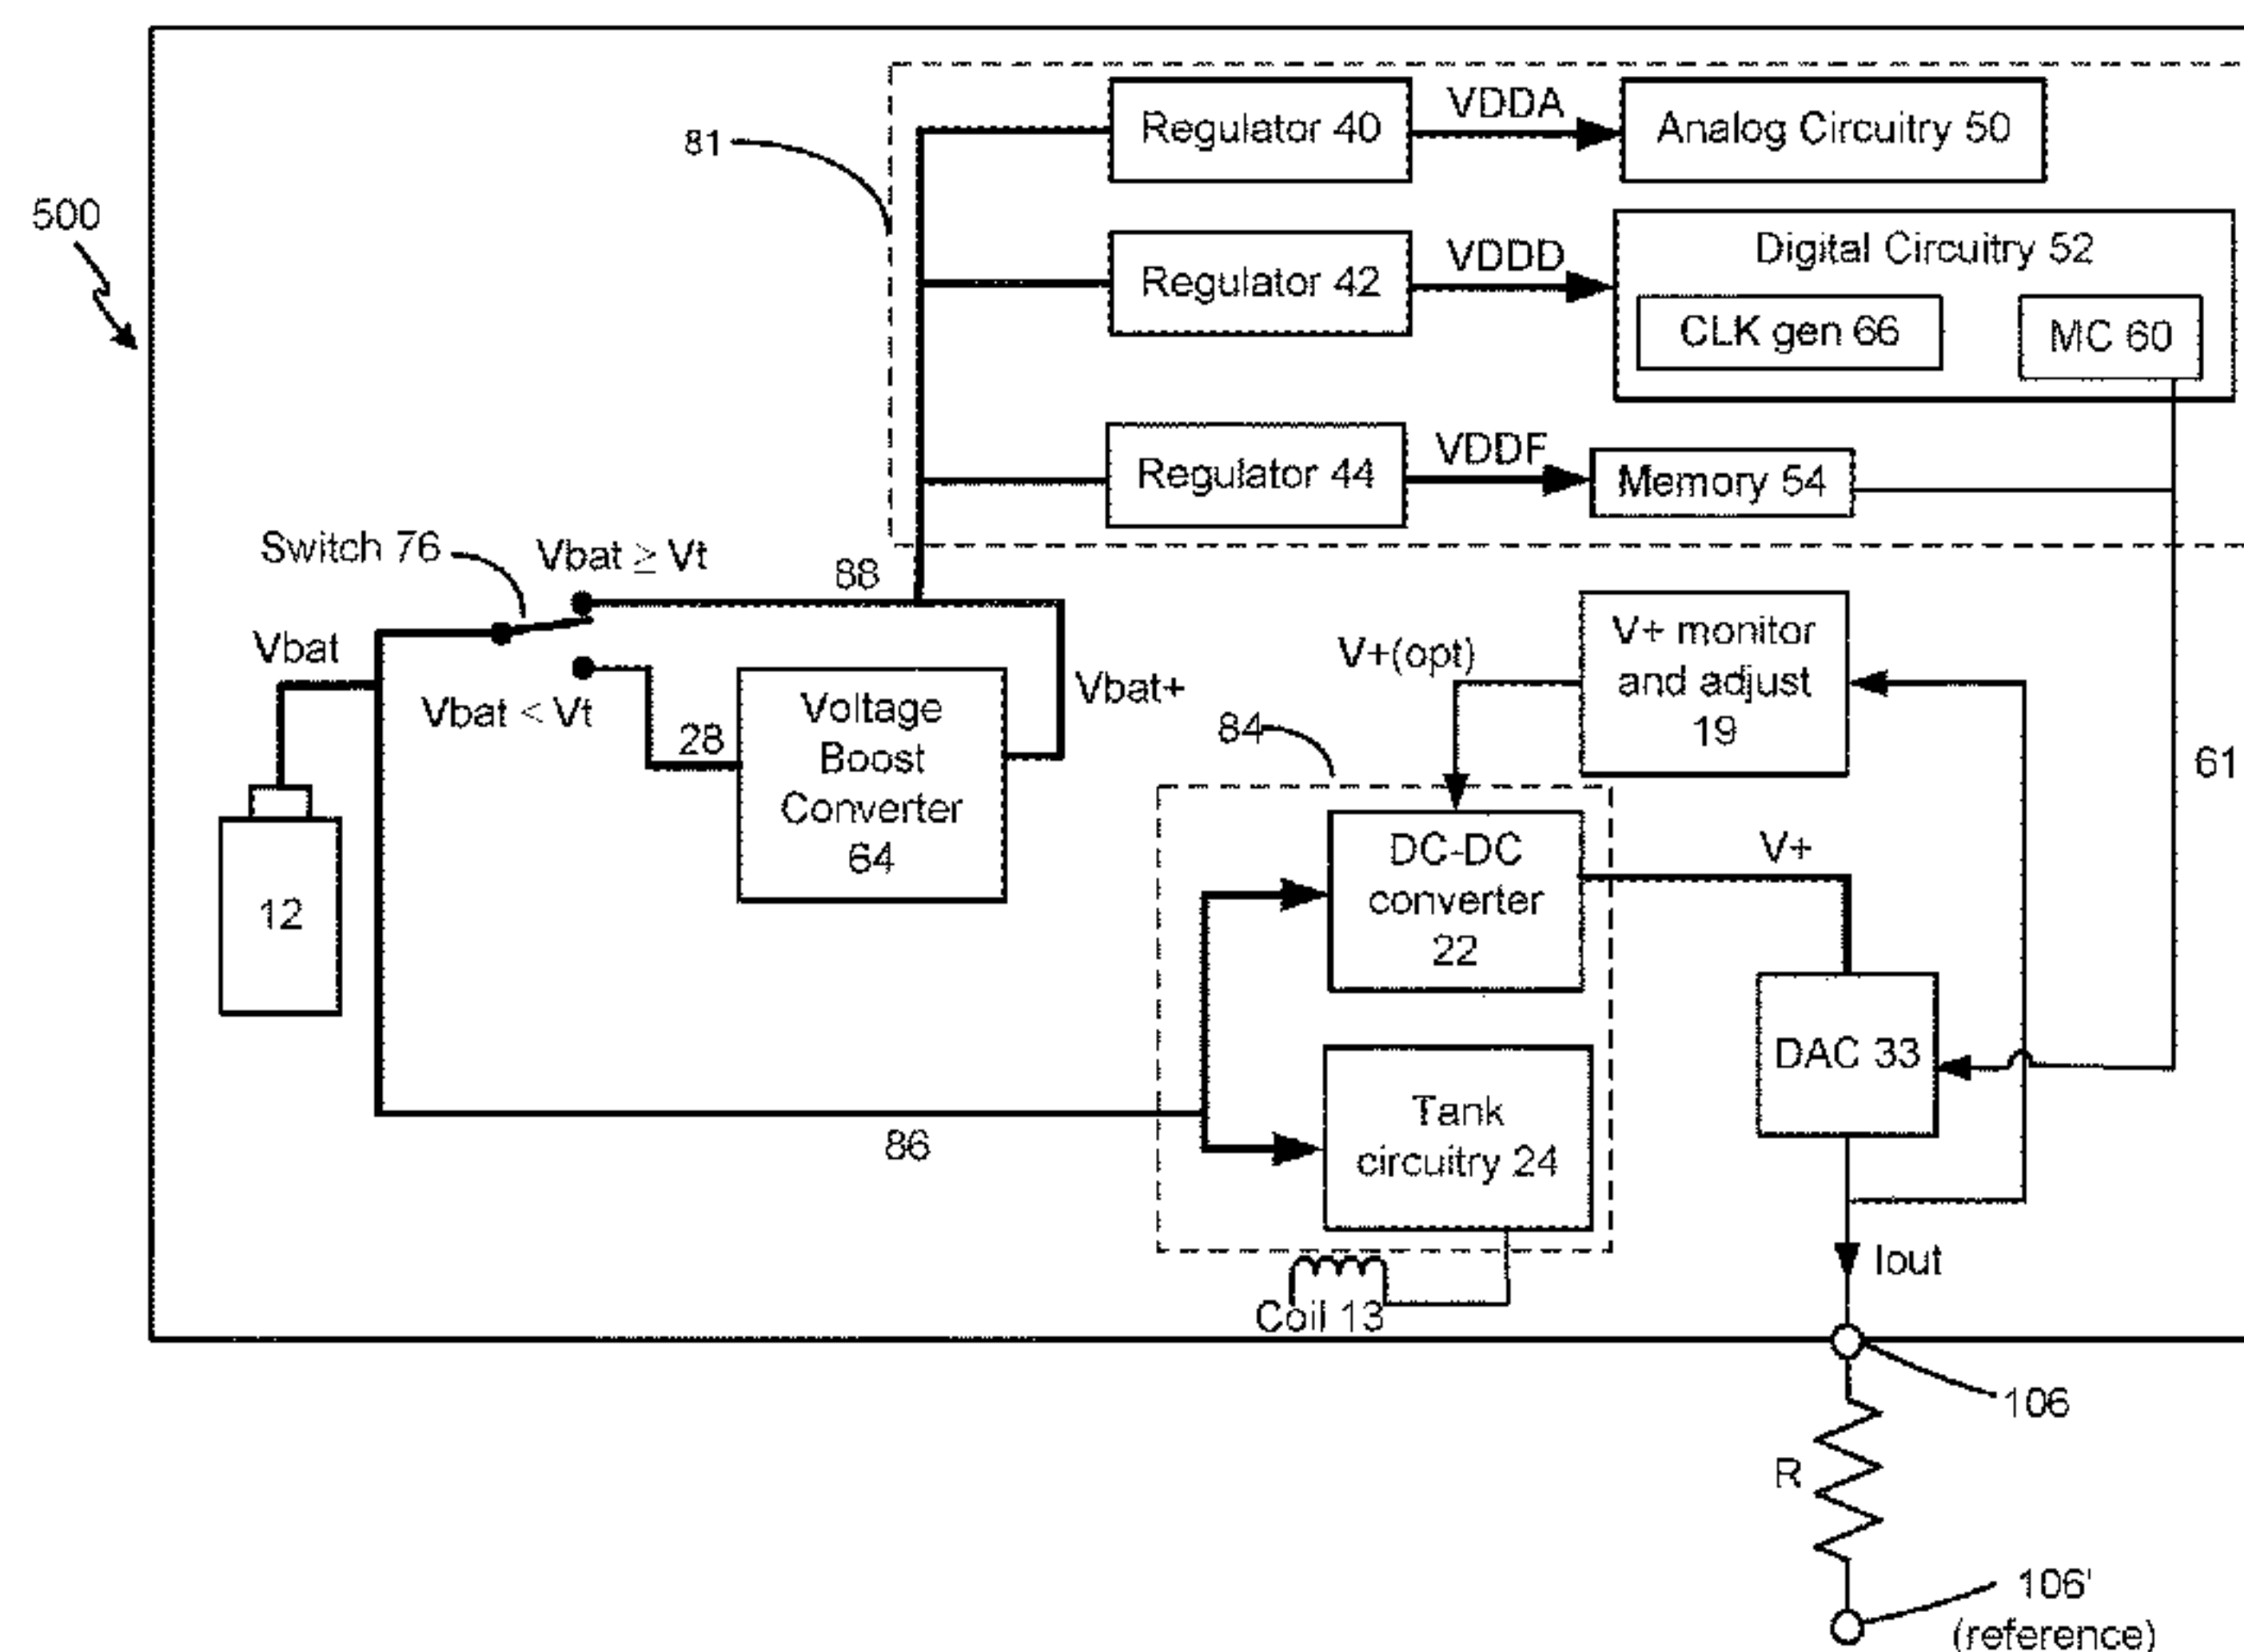 500
81
Regulator 40
VDDA
Analog Circuitry 50
Regulator 42
VDDD
Digital Circuitry 52
CLK gen 66
MC 60
Regulator 44
VDDF
Memory 54
Switch 76
Vbat ≥ Vt
88
Vbat
Vbat < Vt
28
Voltage
Boost
Converter
64
Vbat+
12
86
V+(opt)
V+ monitor
and adjust
19
61
84
DC-DC
converter
22
V+
DAC 33
Tank
circuitry 24
Coil 13
Iout
106
R
106'
(reference)